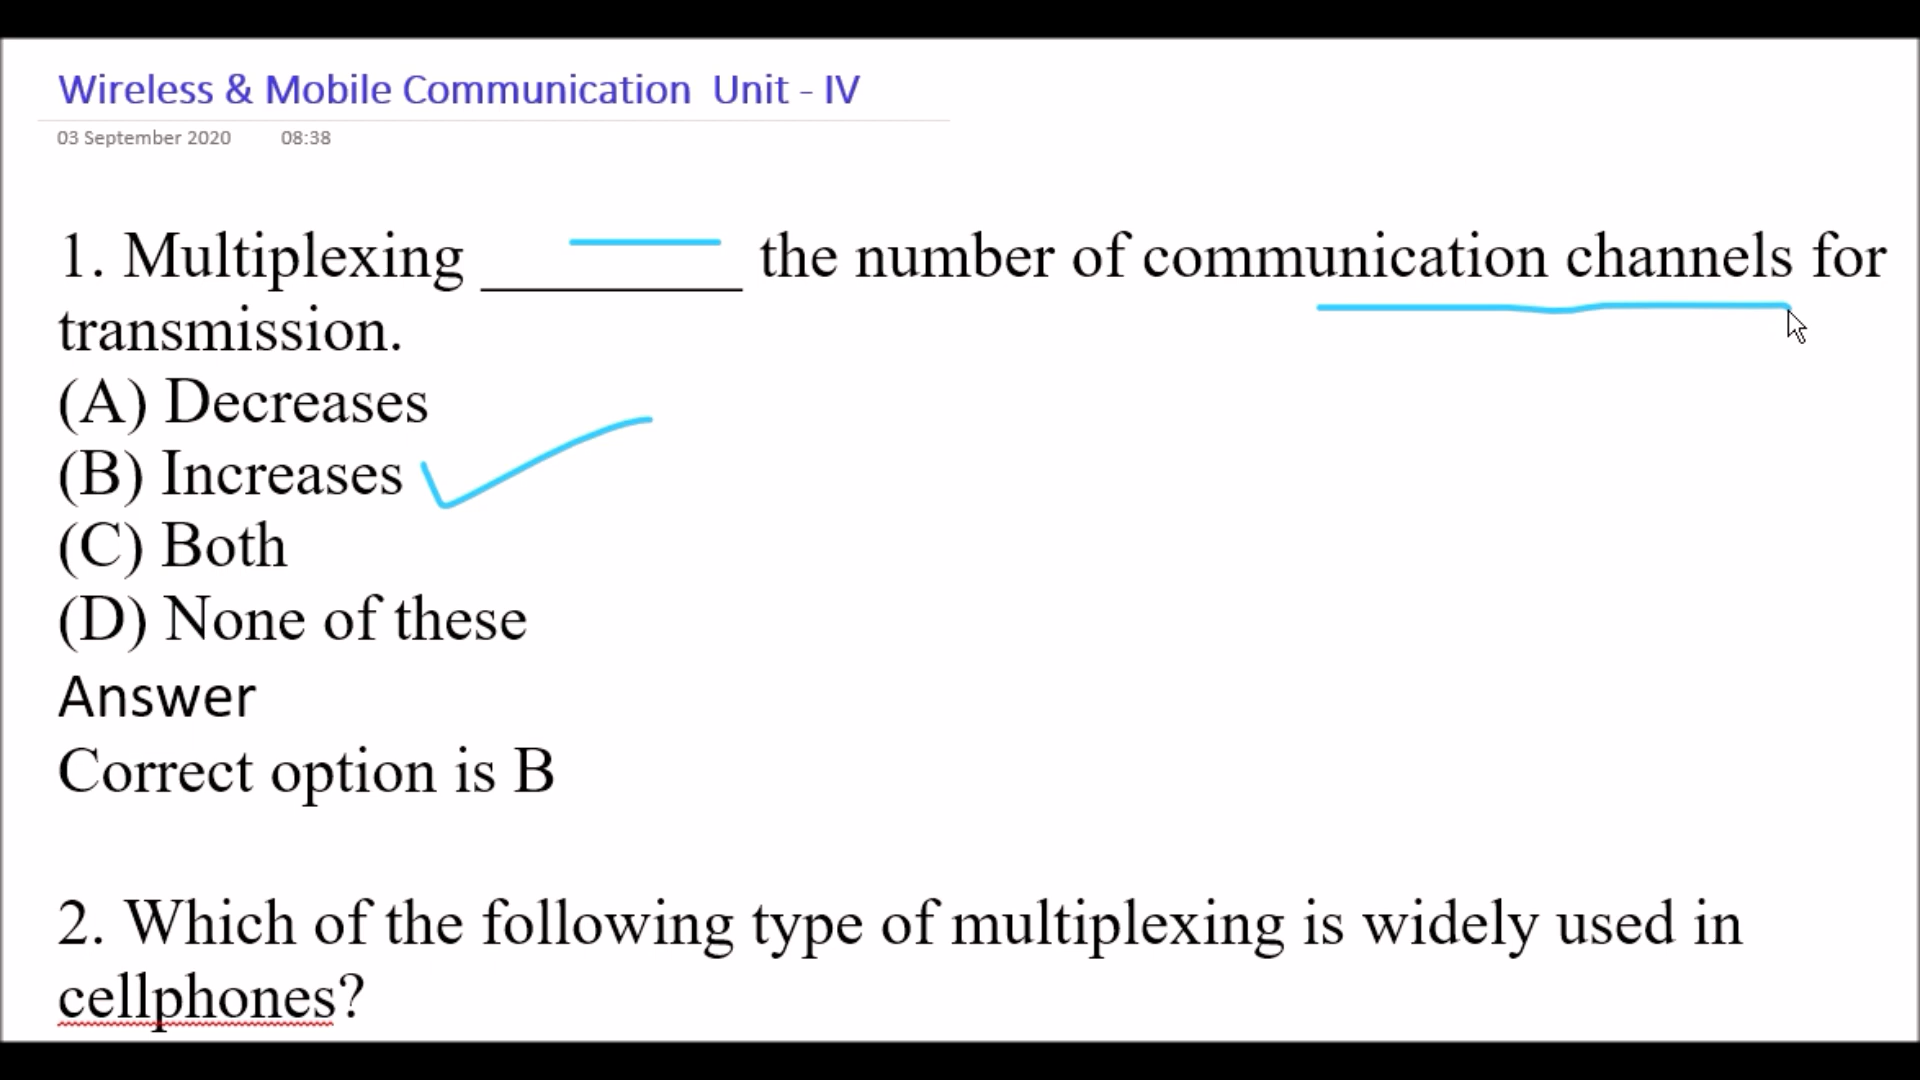 Wireless & Mobile Communication Unit - IV
03 September 2020 08:38
1. Multiplexing _________ the number of communication channels for
transmission.
(A) Decreases
(B) Increases
(C) Both
(D) None of these
Answer
Correct option is B
2. Which of the following type of multiplexing is widely used in
cellphones?